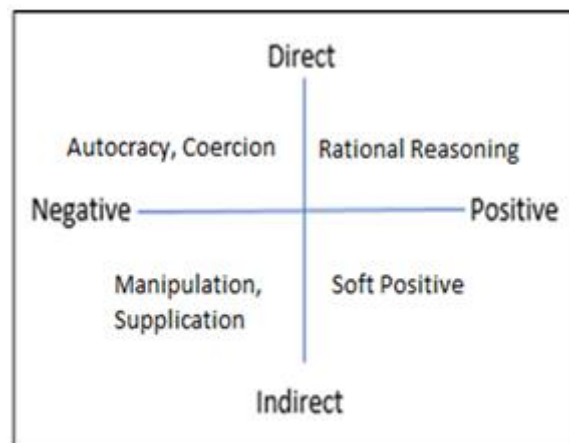 Direct
Autocracy, Coercion
Rational Reasoning
Negative
Positive
Manipulation,
Supplication
Soft Positive
Indirect